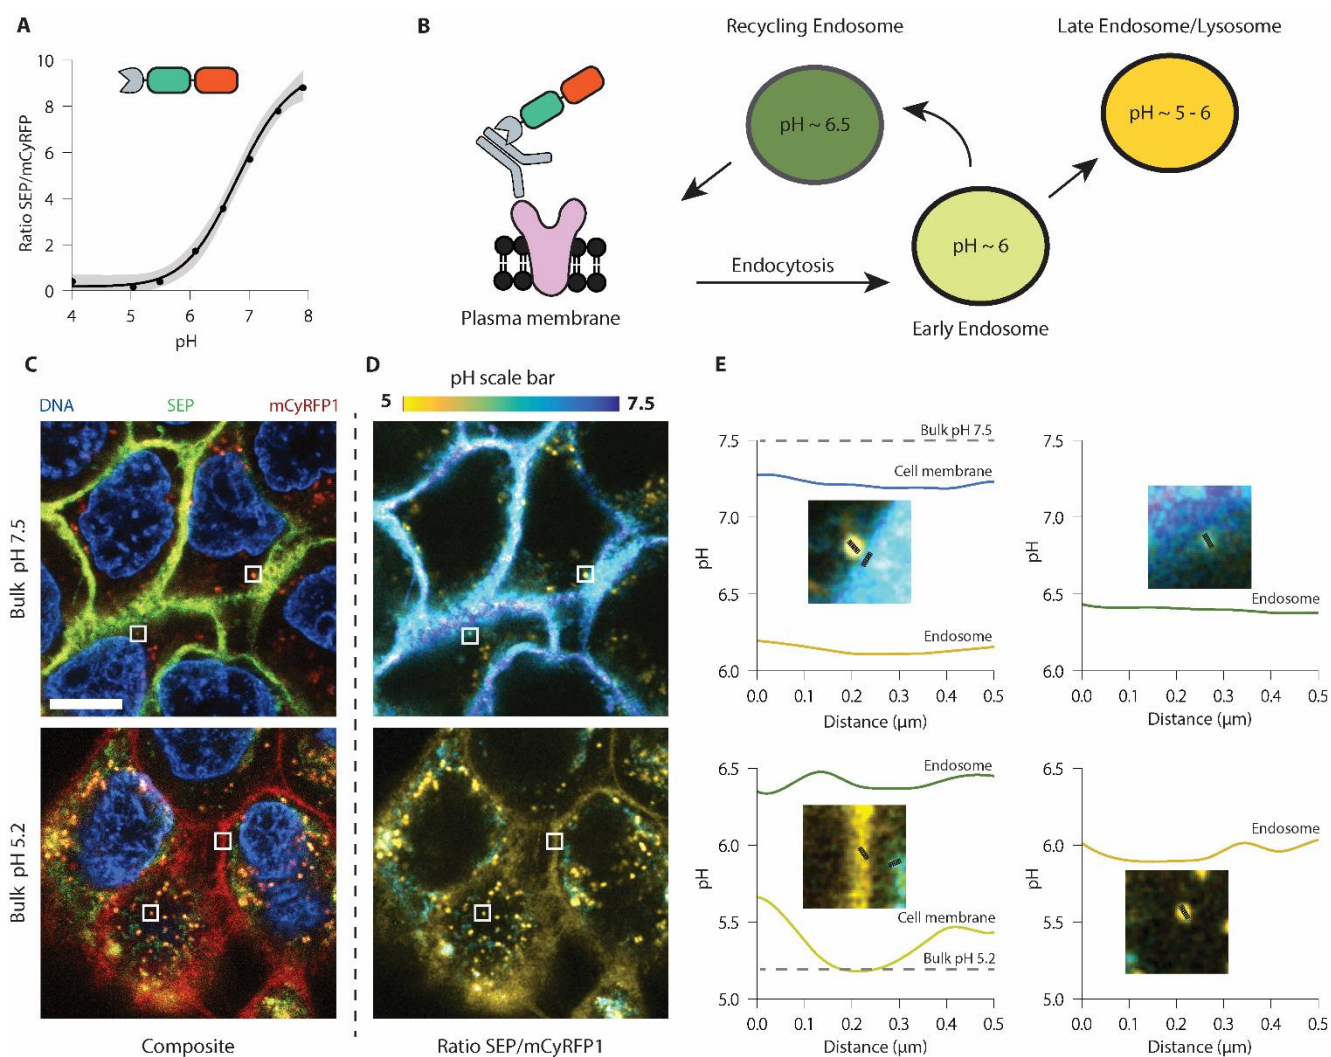 A
Ratio SEP/mCyRFP
10
8
6
4
2
0
4
5
6
7
8
pH
B
Recycling Endosome
Late Endosome/Lysosome
pH ~ 6.5
pH ~ 5 - 6
pH ~ 6
Endocytosis
Plasma membrane
Early Endosome
C
DNA
SEP
mCyRFP1
Bulk pH 7.5
Bulk pH 5.2
Composite
D
pH scale bar
5
7.5
Ratio SEP/mCyRFP1
E
7.5
7.0
6.5
6.0
pH
Bulk pH 7.5
Cell membrane
Endosome
0.0
0.1
0.2
0.3
0.4
0.5
Distance (µm)
7.5
7.0
6.5
6.0
pH
Endosome
0.0
0.1
0.2
0.3
0.4
0.5
Distance (µm)
6.5
6.0
5.5
5.0
pH
Endosome
Cell membrane
Bulk pH 5.2
0.0
0.1
0.2
0.3
0.4
0.5
Distance (µm)
6.5
6.0
5.5
5.0
pH
Endosome
0.0
0.1
0.2
0.3
0.4
0.5
Distance (µm)